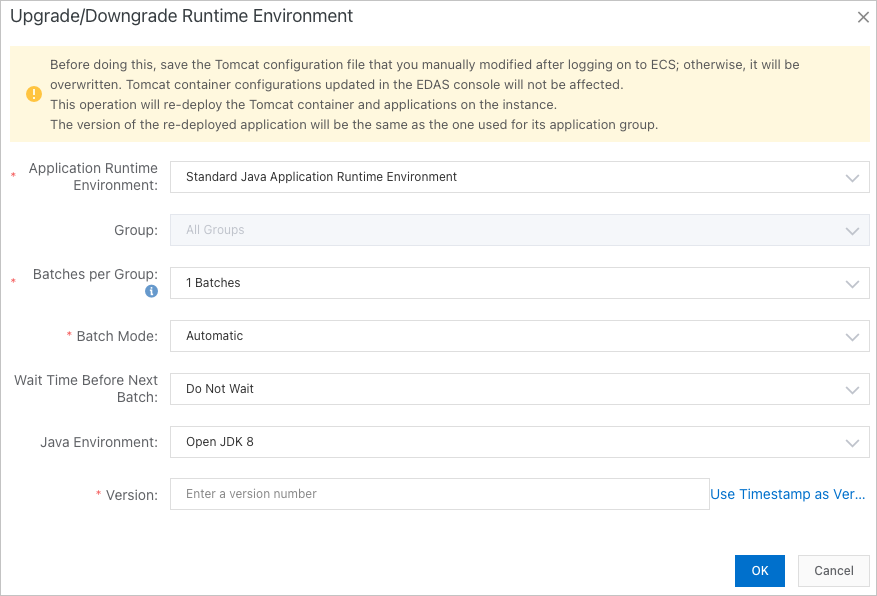 Upgrade/Downgrade Runtime Environment
Before doing this, save the Tomcat configuration file that you manually modified after logging on to ECS; otherwise, it will be
overwritten. Tomcat container configurations updated in the EDAS console will not be affected.
This operation will re-deploy the Tomcat container and applications on the instance.
The version of the re-deployed application will be the same as the one used for its application group.
* Application Runtime
Environment:
Standard Java Application Runtime Environment
Group:
All Groups
* Batches per Group:
1 Batches
* Batch Mode:
Automatic
Wait Time Before Next
Batch:
Do Not Wait
Java Environment:
Open JDK 8
* Version:
Enter a version number
Use Timestamp as Ver...
OK
Cancel